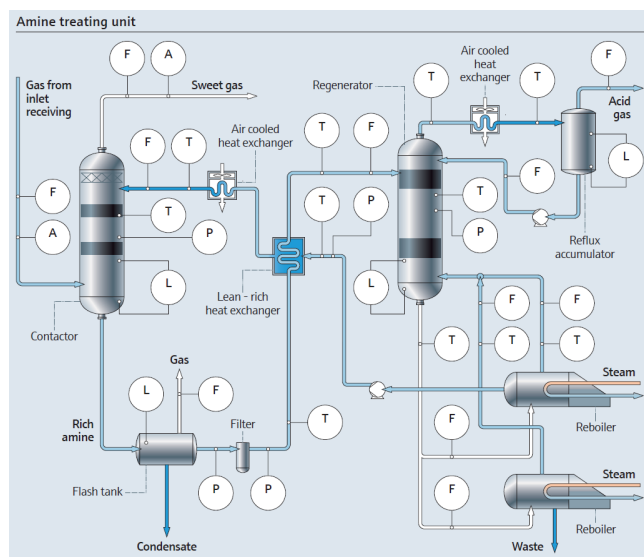 Amine treating unit
Gas from
inlet
receiving
F
A
Sweet gas
Regenerator
Air cooled
heat
exchanger
T
T
F
Acid
gas
Air cooled
heat exchanger
F
T
T
F
F
L
F
T
T
P
T
A
P
P
Reflux
accumulator
L
Lean - rich
heat exchanger
L
F
F
Contactor
T
T
T
Gas
Steam
L
F
Rich
amine
Filter
T
Reboiler
F
Flash tank
P
P
F
Steam
Reboiler
Condensate
Waste